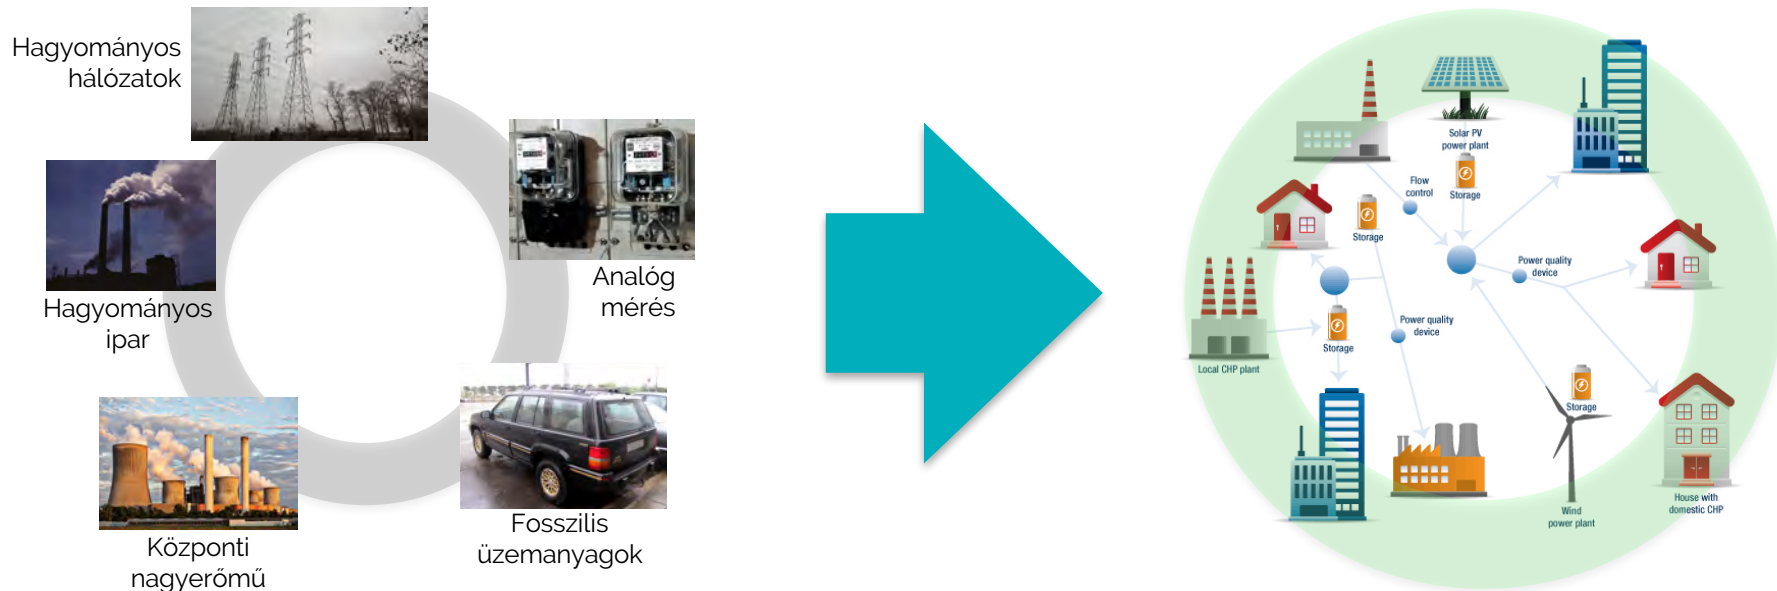 Hagyományos
hálózatok
Analóg
mérés
Hagyományos
ipar
Fosszilis
üzemanyagok
Központi
nagyerőmű
Solar PV
power plant
Storage
Flow
control
Storage
Power quality
device
Storage
Power quality
device
Local CHP plant
Storage
Wind
power plant
House with
domestic CHP